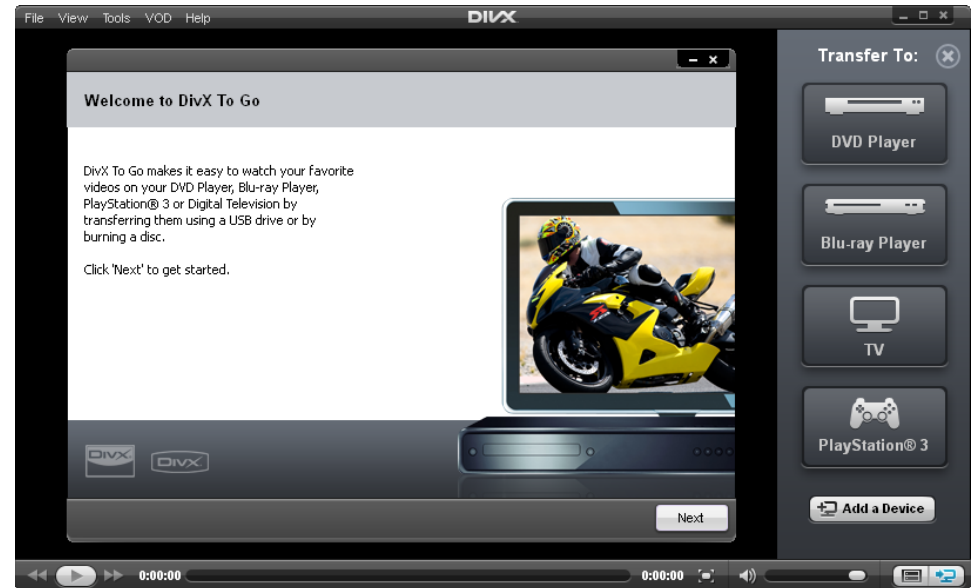 File View Tools VOD Help
DIVX
Transfer To:
Welcome to DivX To Go
DivX To Go makes it easy to watch your favorite
videos on your DVD Player, Blu-ray Player,
PlayStation® 3 or Digital Television by
transferring them using a USB drive or by
burning a disc.
Click 'Next' to get started.
DVD Player
Blu-ray Player
TV
PlayStation® 3
Add a Device
DIVX.
DIVX.
Next
0:00:00
0:00:00